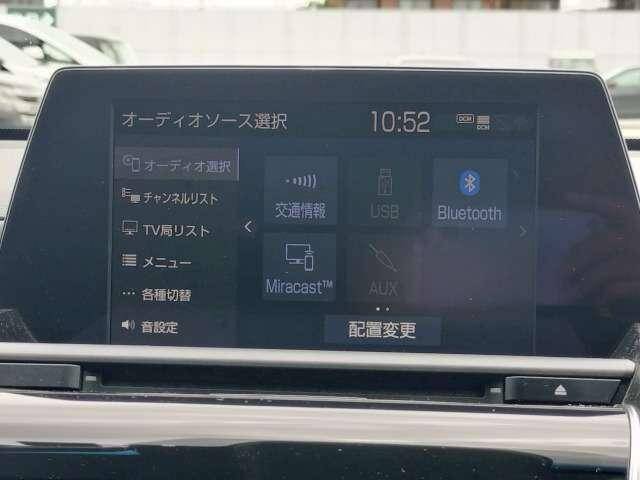 オーディオソース選択 10:52 DCM DCM
オーディオ選択
チャンネルリスト
TV局リスト
メニュー
各種切替
音設定
交通情報 USB Bluetooth
Miracast™ AUX
配置変更